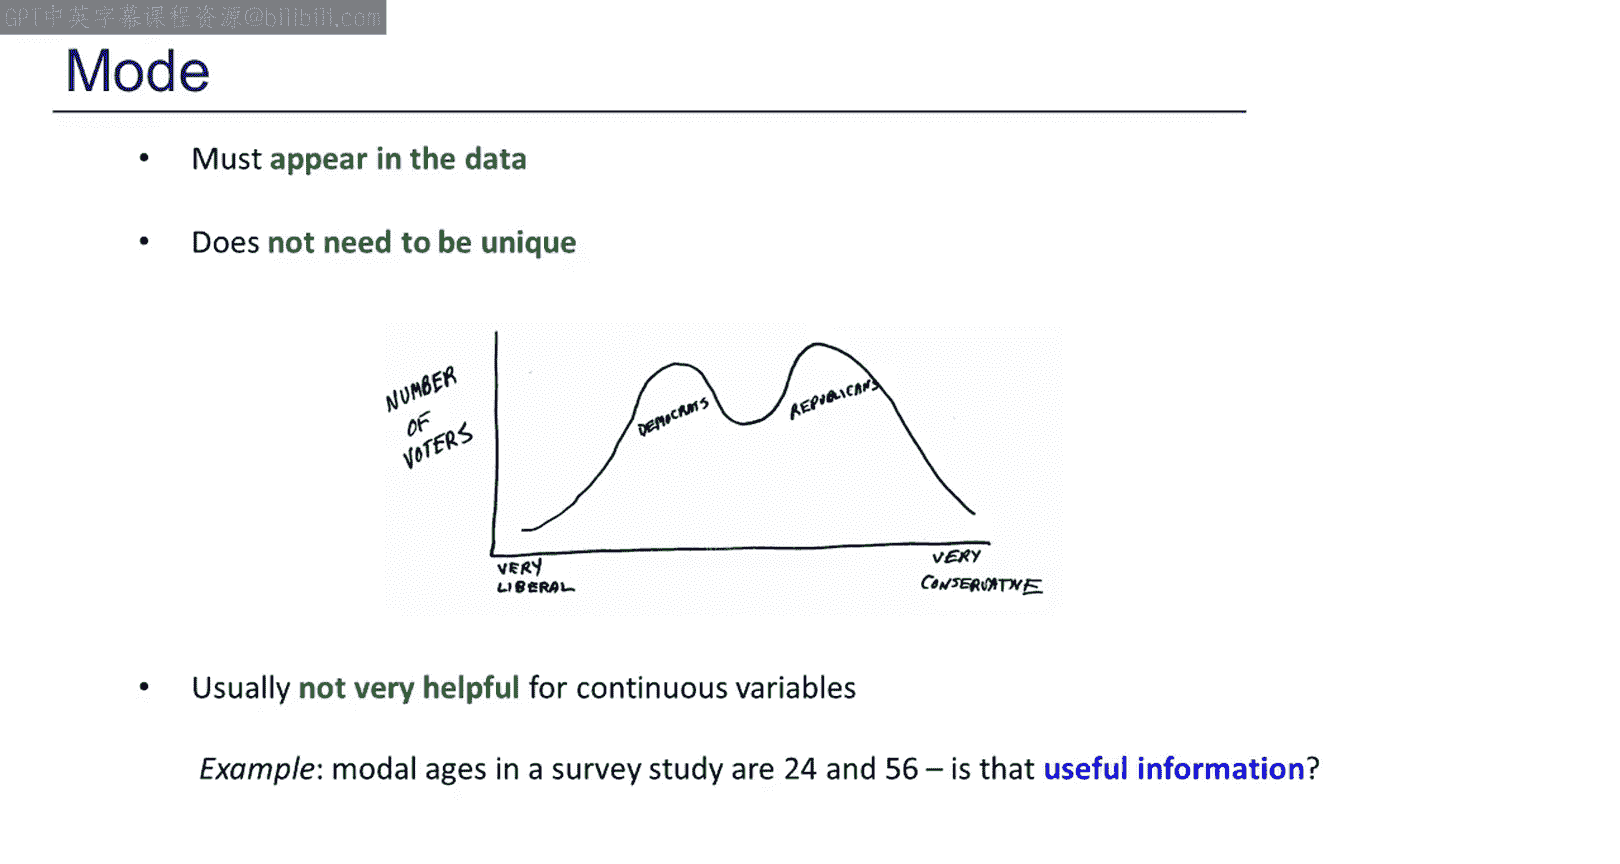 GPT中英字幕课程资源@bilibili.com
Mode
• Must appear in the data
• Does not need to be unique
NUMBER
OF
VOTERS
DEMOCRATS
REPUBLICANS
VERY
LIBERAL
VERY
CONSERVATIVE
• Usually not very helpful for continuous variables
Example: modal ages in a survey study are 24 and 56 – is that useful information?